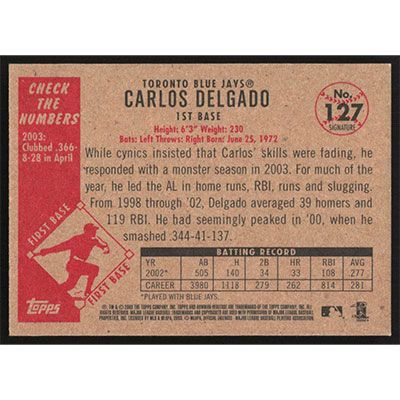 CHECK THE NUMBERS
2003:
Clubbed .366-
8-28 in April
FIRST BASE
FIRST BASE
Topps
TORONTO BLUE JAYS®
CARLOS DELGADO
1ST BASE
Height: 6'3" Weight: 230
Bats: Left Throws: Right Born: June 25, 1972
No.
127
SIGNATURE
While cynics insisted that Carlos' skills were fading, he
responded with a monster season in 2003. For much of the
year, he led the AL in home runs, RBI, runs and slugging.
From 1998 through '02, Delgado averaged 39 homers and
119 RBI. He had seemingly peaked in '00, when he
smashed .344-41-137.
BATTING RECORD
YR AB H 2B HR RBI AVG
2002* 505 140 34 33 108 277
CAREER 3980 1118 279 262 814 281
*PLAYED WITH BLUE JAYS.